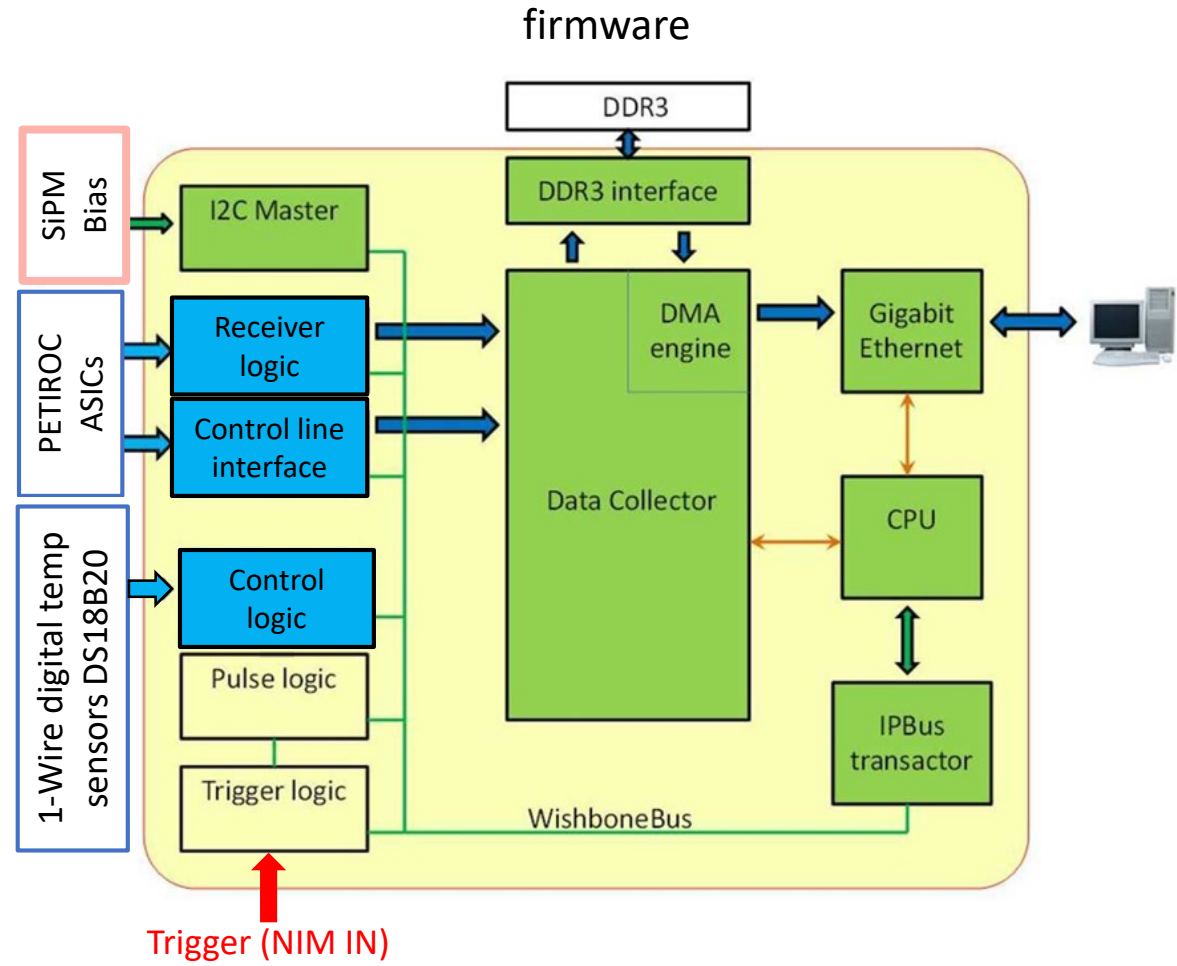 firmware
DDR3
SiPM
Bias
I2C Master
DDR3 interface
PETIROC
ASICs
Receiver
logic
Control line
interface
DMA
engine
Gigabit
Ethernet
Data Collector
CPU
1-Wire digital temp
sensors DS18B20
Control
logic
Pulse logic
Trigger logic
IPBus
transactor
WishboneBus
Trigger (NIM IN)